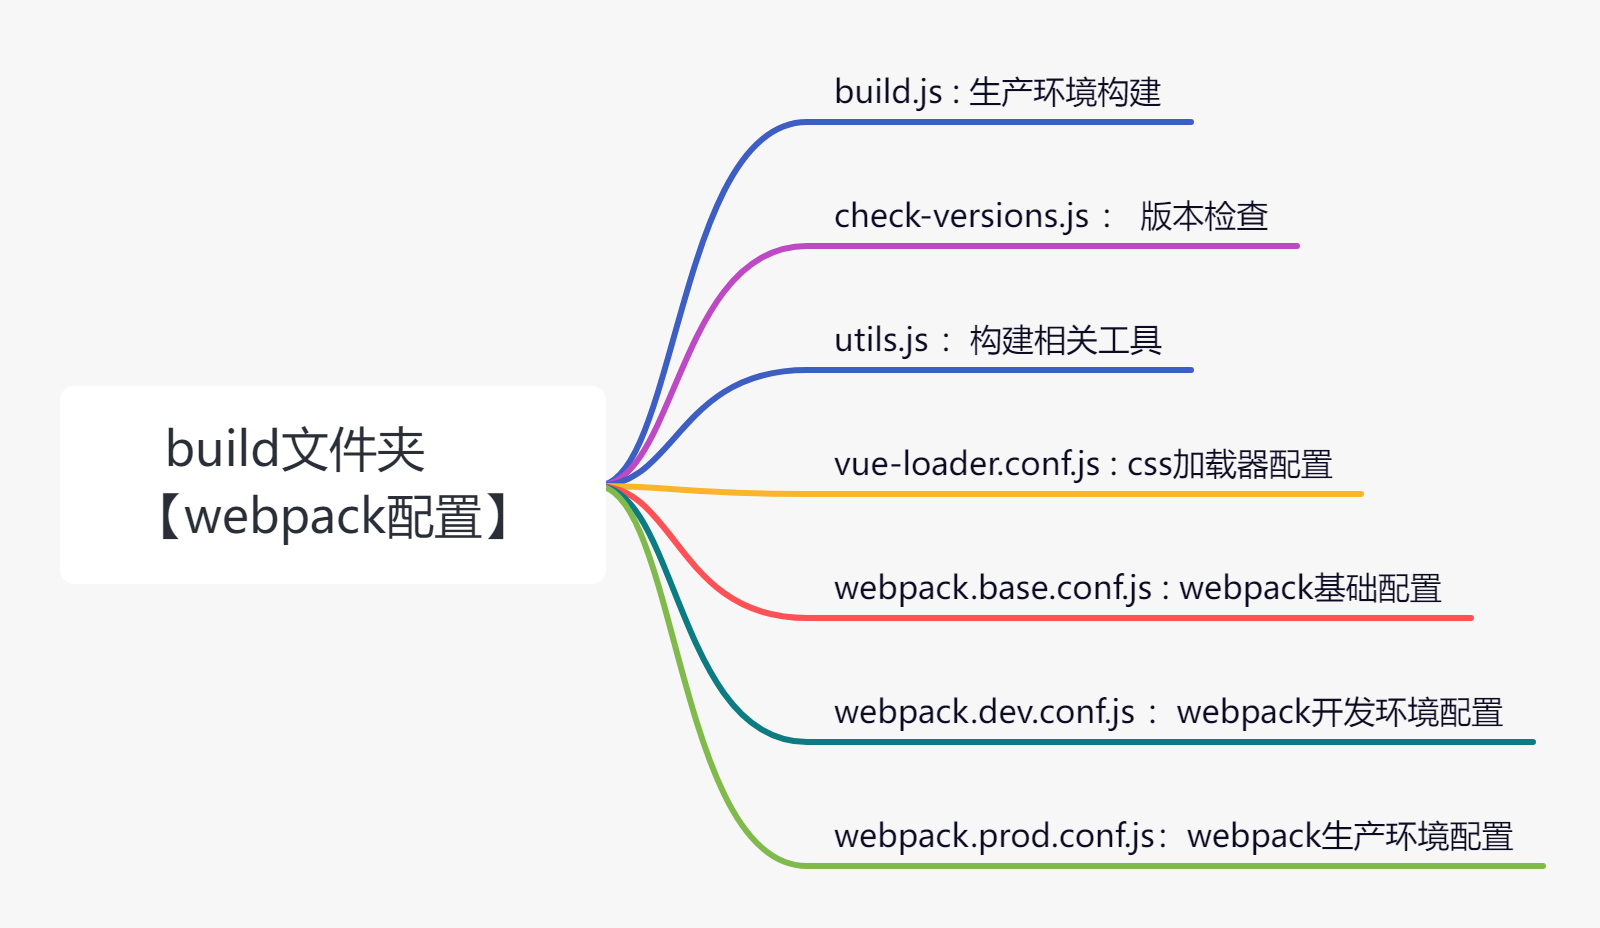 build文件夹
【webpack配置】
build.js : 生产环境构建
check-versions.js ： 版本检查
utils.js ：构建相关工具
vue-loader.conf.js : css加载器配置
webpack.base.conf.js : webpack基础配置
webpack.dev.conf.js ：webpack开发环境配置
webpack.prod.conf.js：webpack生产环境配置